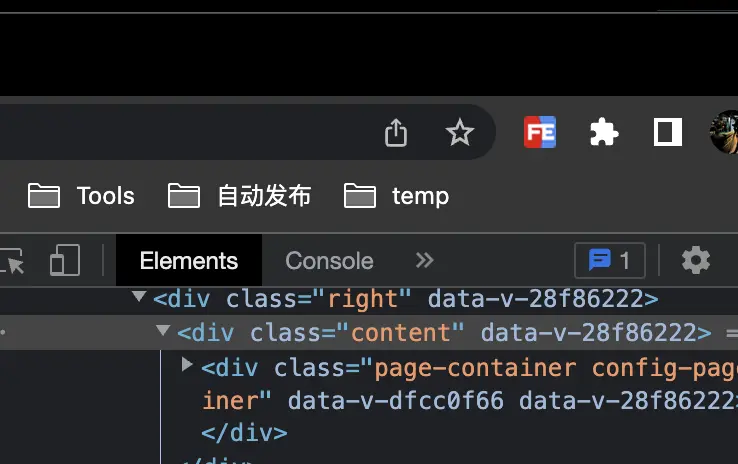 FE
Tools 自动发布 temp
Elements Console » 1
<div class="right" data-v-28f86222>
<div class="content" data-v-28f86222> =
<div class="page-container config-page
iner" data-v-dfcc0f66 data-v-28f86222>
</div>
</div>